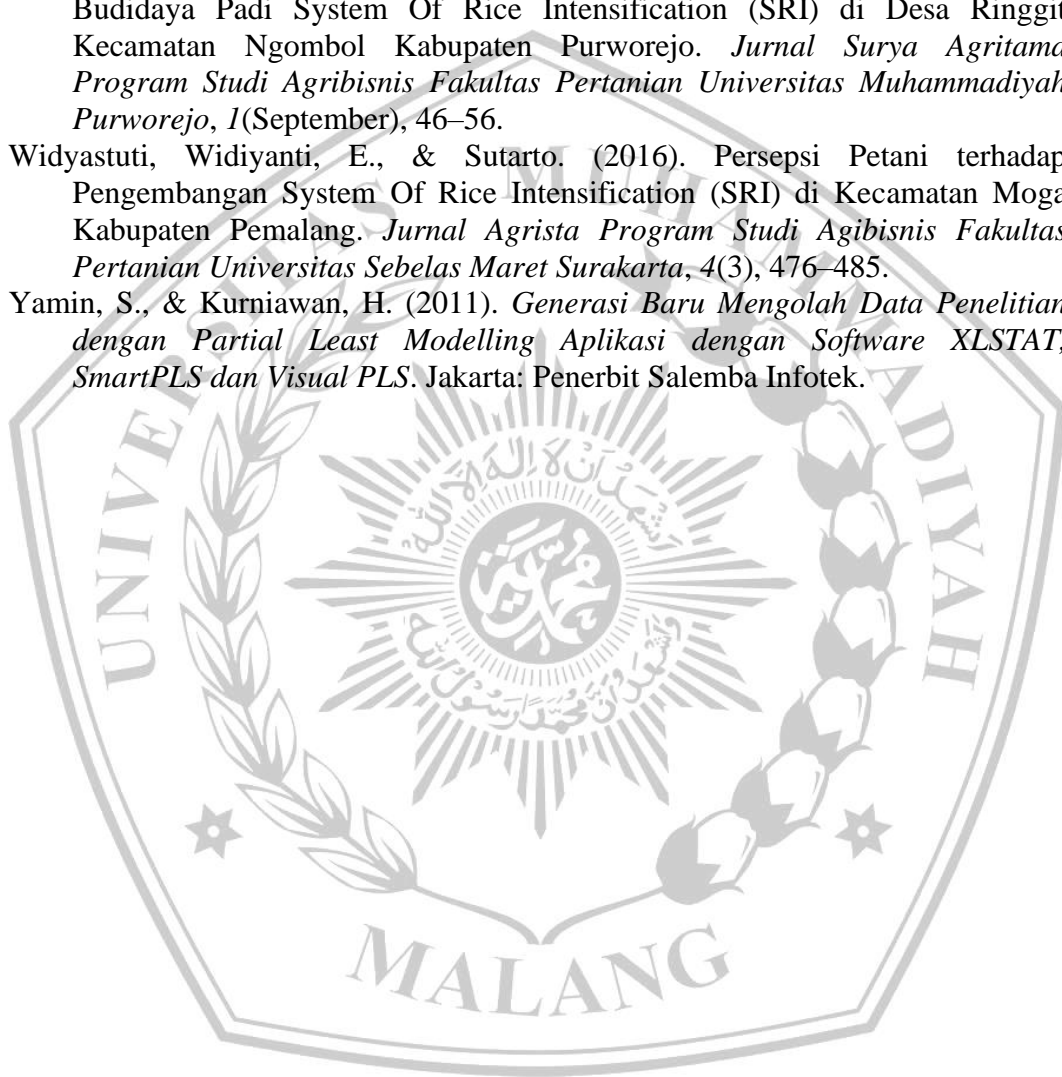 Budidaya Padi System Of Rice Intensification (SRI) di Desa Ringgit
Kecamatan Ngombol Kabupaten Purworejo. Jurnal Surya Agritama
Program Studi Agribisnis Fakultas Pertanian Universitas Muhammadiyah
Purworejo, 1(September), 46–56.
Widyastuti, Widiyanti, E., & Sutarto. (2016). Persepsi Petani terhadap
Pengembangan System Of Rice Intensification (SRI) di Kecamatan Moga
Kabupaten Pemalang. Jurnal Agrista Program Studi Agibisnis Fakultas
Pertanian Universitas Sebelas Maret Surakarta, 4(3), 476–485.
Yamin, S., & Kurniawan, H. (2011). Generasi Baru Mengolah Data Penelitian
dengan Partial Least Modelling Aplikasi dengan Software XLSTAT,
SmartPLS dan Visual PLS. Jakarta: Penerbit Salemba Infotek.
UNIVERSITAS MUHAMMADIYAH
MALANG